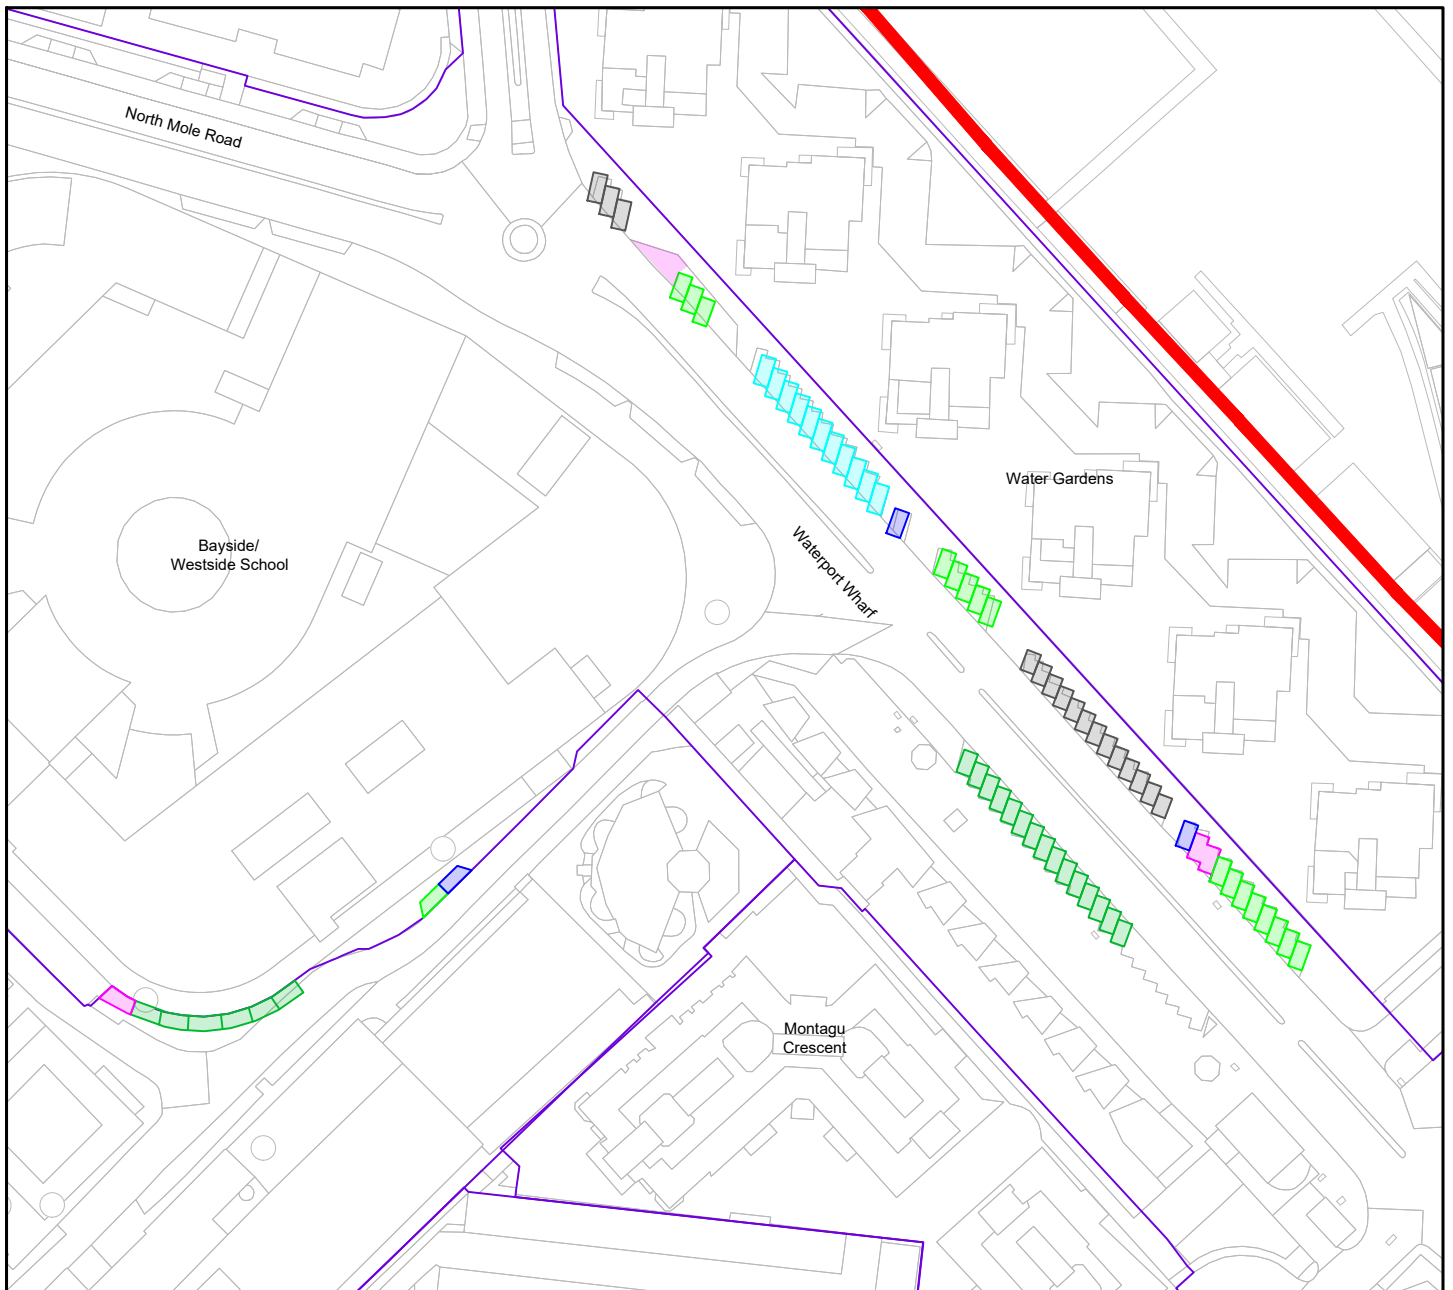 North Mole Road
Water Gardens
Bayside/
Westside School
Waterport Wharf
Montagu
Crescent